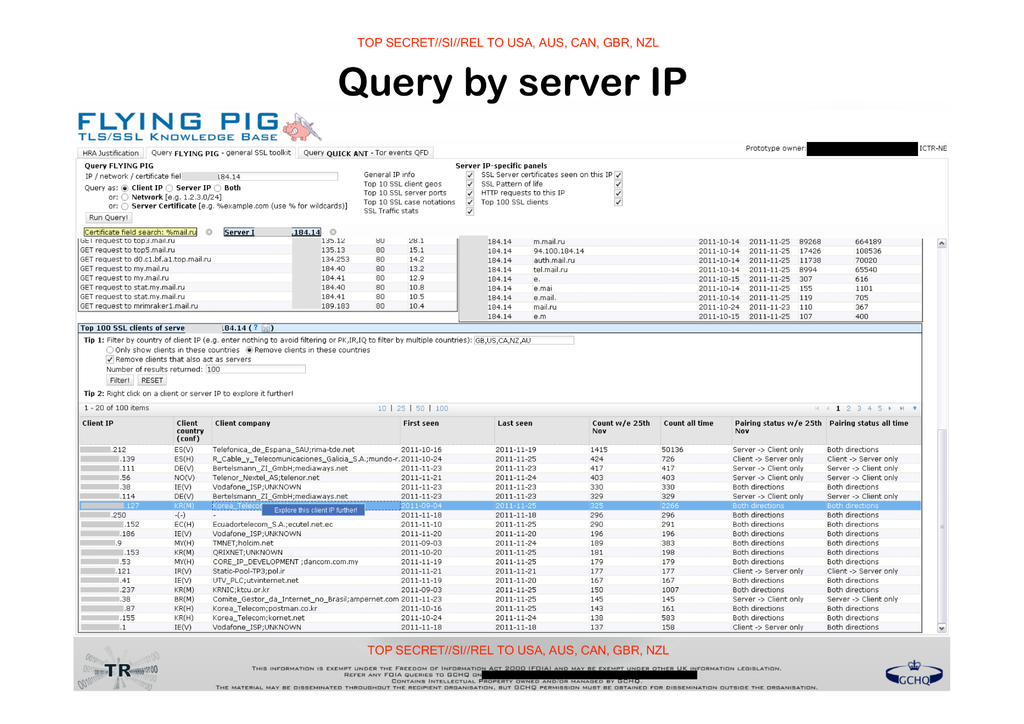 TOP SECRET//SI//REL TO USA, AUS, CAN, GBR, NZL
Query by server IP
FLYING PIG
TLS/SSL KNOWLEDGE BASE
Prototype owner: ICTR-NE
HRA Justification Query FLYING PIG - general SSL toolkit Query QUICK ANT - Tor events QFD
Query FLYING PIG
IP / network / certificate fiel 184.14
Query as: Client IP Server IP Both
or: Network [e.g. 1.2.3.0/24]
or: Server Certificate [e.g. %example.com (use % for wildcards)]
Run Query!
Server IP-specific panels
General IP info SSL Server certificates seen on this IP
Top 10 SSL client geos SSL Pattern of life
Top 10 SSL server ports HTTP requests to this IP
Top 10 SSL case notations Top 100 SSL clients
SSL Traffic stats
Certificate field search: %mail.ru Server I .184.14
GET request to top3.mail.ru 135.12 80 28.1
GET request to top5.mail.ru 135.13 80 15.1
GET request to d0.c1.bf.a1.top.mail.ru 134.253 80 14.2
GET request to my.mail.ru 184.40 80 13.2
GET request to my.mail.ru 184.41 80 12.9
GET request to stat.my.mail.ru 184.40 80 10.8
GET request to stat.my.mail.ru 184.41 80 10.5
GET request to mrimraker1.mail.ru 189.183 80 10.4
184.14 m.mail.ru 2011-10-14 2011-11-25 89268 664189
184.14 94.100.184.14 2011-10-14 2011-11-25 17426 108536
184.14 auth.mail.ru 2011-10-14 2011-11-25 11738 70020
184.14 tel.mail.ru 2011-10-14 2011-11-25 8994 65540
184.14 e. 2011-10-15 2011-11-25 307 616
184.14 e.mai 2011-10-14 2011-11-25 155 1101
184.14 e.mail. 2011-10-14 2011-11-25 119 705
184.14 mail.ru 2011-10-24 2011-11-23 110 367
184.14 e.m 2011-10-15 2011-11-25 107 400
Top 100 SSL clients of serve 184.14 ( ? )
Tip 1: Filter by country of client IP (e.g. enter nothing to avoid filtering or PK,IR,IQ to filter by multiple countries): GB,US,CA,NZ,AU
Only show clients in these countries Remove clients in these countries
Remove clients that also act as servers
Number of results returned: 100
Filter! RESET
Tip 2: Right click on a client or server IP to explore it further!
1 - 20 of 100 items 10 | 25 | 50 | 100 1 2 3 4 5
Client IP Client country (conf) Client company First seen Last seen Count w/e 25th Nov Count all time Pairing status w/e 25th Nov Pairing status all time
.212 ES(V) Telefonica_de_Espana_SAU;rima-tde.net 2011-10-16 2011-11-19 1415 50136 Server -> Client only Both directions
.139 ES(H) R_Cable_y_Telecomunicaciones_Galicia_S.A.;mundo-r. 2011-10-24 2011-11-25 424 726 Client -> Server only Client -> Server only
.111 DE(V) Bertelsmann_ZI_GmbH;mediaways.net 2011-11-23 2011-11-23 417 417 Server -> Client only Server -> Client only
.56 NO(V) Telenor_Nextel_AS;telenor.net 2011-11-21 2011-11-24 403 403 Server -> Client only Server -> Client only
.38 IE(V) Vodafone_ISP;UNKNOWN 2011-11-23 2011-11-23 330 330 Both directions Both directions
.114 DE(V) Bertelsmann_ZI_GmbH;mediaways.net 2011-11-23 2011-11-23 329 329 Server -> Client only Server -> Client only
.127 KR(M) Korea_Teleco 2011-09-04 2011-11-25 325 2266 Both directions Both directions
Explore this client IP further!
.250 -(-) - 2011-11-18 2011-11-22 296 296 Both directions Both directions
.152 EC(H) Ecuadortelecom_S.A.;ecutel.net.ec 2011-11-10 2011-11-25 290 291 Both directions Both directions
.186 IE(V) Vodafone_ISP;UNKNOWN 2011-11-20 2011-11-20 196 196 Both directions Both directions
.9 MY(H) TMNET;holcim.net 2011-09-03 2011-11-24 189 383 Both directions Both directions
.153 KR(M) QRIXNET;UNKNOWN 2011-10-20 2011-11-25 181 198 Both directions Both directions
.53 MY(H) CORE_IP_DEVELOPMENT ;dancom.com.my 2011-11-19 2011-11-25 179 179 Both directions Both directions
.121 IR(V) Static-Pool-TP3;pol.ir 2011-11-21 2011-11-21 177 177 Client -> Server only Client -> Server only
.41 IE(V) UTV_PLC;utvinternet.net 2011-11-19 2011-11-20 167 167 Both directions Both directions
.237 KR(M) KRNIC;ktcu.or.kr 2011-09-03 2011-11-25 150 1007 Both directions Both directions
.38 BR(M) Comite_Gestor_da_Internet_no_Brasil;ampernet.com 2011-11-23 2011-11-25 145 145 Server -> Client only Server -> Client only
.87 KR(H) Korea_Telecom;postman.co.kr 2011-10-16 2011-11-25 143 161 Both directions Both directions
.155 KR(H) Korea_Telecom;kornet.net 2011-10-24 2011-11-24 138 583 Both directions Both directions
.1 IE(V) Vodafone_ISP;UNKNOWN 2011-11-18 2011-11-18 137 158 Client -> Server only Both directions
TOP SECRET//SI//REL TO USA, AUS, CAN, GBR, NZL
TR
THIS INFORMATION IS EXEMPT UNDER THE FREEDOM OF INFORMATION ACT 2000 (FOIA) AND MAY BE EXEMPT UNDER OTHER UK INFORMATION LEGISLATION.
REFER ANY FOIA QUERIES TO GCHQ ON
CONTAINS INTELLECTUAL PROPERTY OWNED AND/OR MANAGED BY GCHQ.
THE MATERIAL MAY BE DISSEMINATED THROUGHOUT THE RECIPIENT ORGANISATION, BUT GCHQ PERMISSION MUST BE OBTAINED FOR DISSEMINATION OUTSIDE THE ORGANISATION.
GCHQ